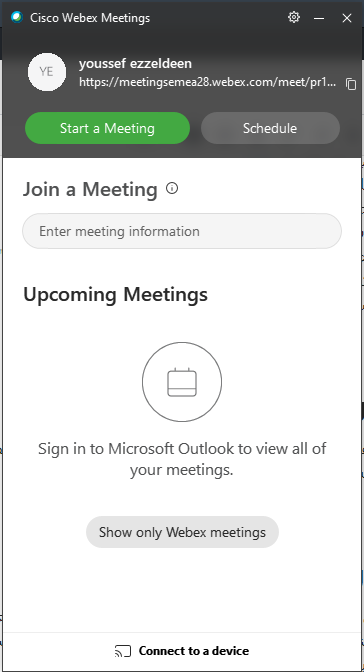 Cisco Webex Meetings
YE
youssef ezzeldeen
https://meetingsemea28.webex.com/meet/pr1...
Start a Meeting
Schedule
Join a Meeting
Enter meeting information
Upcoming Meetings
Sign in to Microsoft Outlook to view all of
your meetings.
Show only Webex meetings
Connect to a device